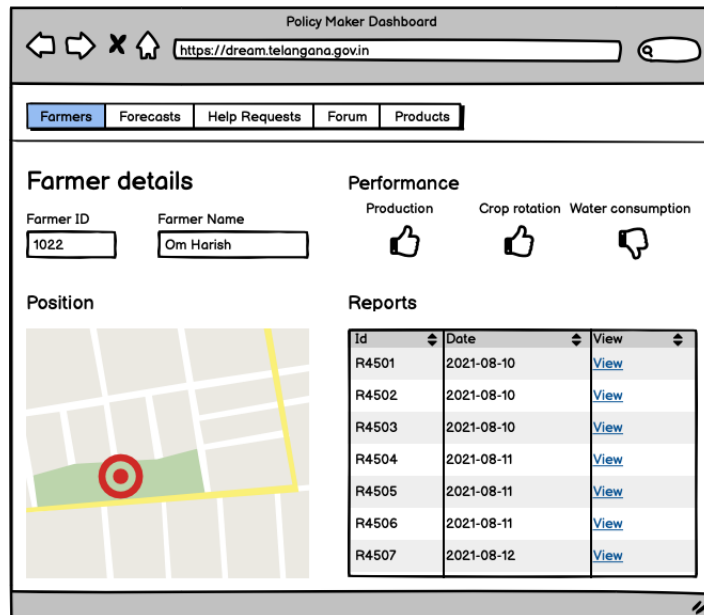 Policy Maker Dashboard
https://dream.telangana.gov.in
Farmers Forecasts Help Requests Forum Products
Farmer details
Farmer ID Farmer Name
1022 Om Harish
Performance
Production Crop rotation Water consumption
Position
Reports
Id Date View
R4501 2021-08-10 View
R4502 2021-08-10 View
R4503 2021-08-10 View
R4504 2021-08-11 View
R4505 2021-08-11 View
R4506 2021-08-11 View
R4507 2021-08-12 View